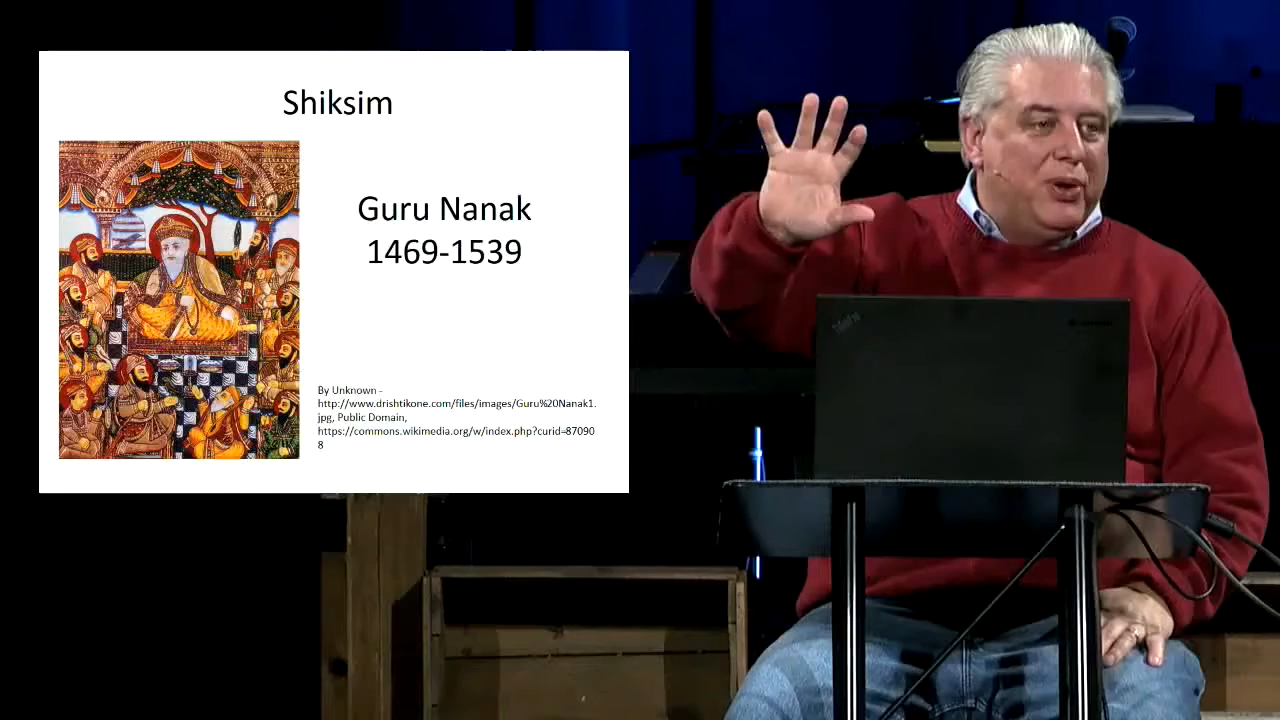 Shiksim
Guru Nanak
1469-1539
By Unknown -
http://www.drishtikone.com/files/images/Guru%20Nanak1.
jpg, Public Domain,
https://commons.wikimedia.org/w/index.php?curid=87090
8
ThinkPad